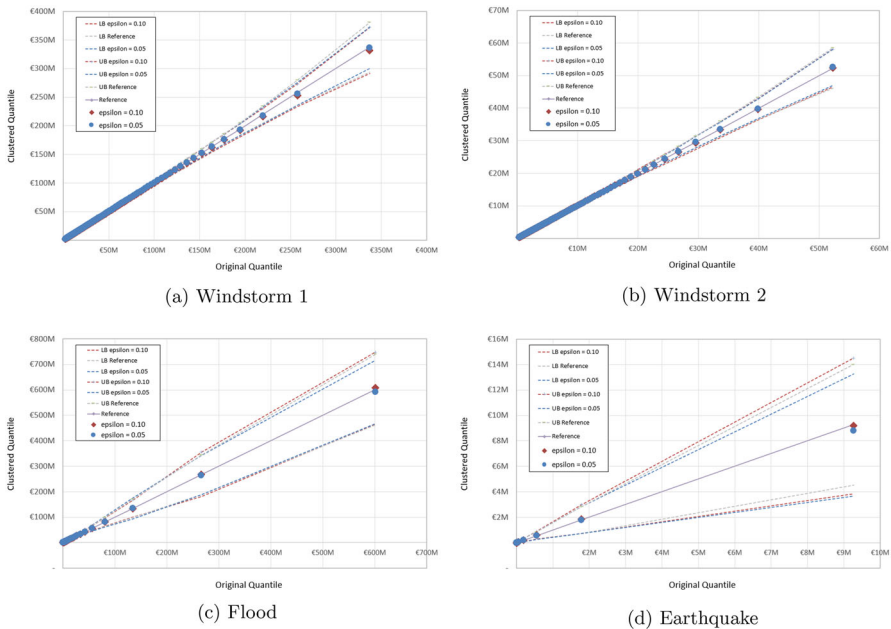 €400M
€350M
€300M
€250M
€200M
€150M
€100M
€50M
Clustered Quantile
LB epsilon = 0.10
LB Reference
LB epsilon = 0.05
UB epsilon = 0.10
UB epsilon = 0.05
UB Reference
Reference
epsilon = 0.10
epsilon = 0.05
€50M €100M €150M €200M €250M €300M €350M €400M
Original Quantile
(a) Windstorm 1
€70M
€60M
€50M
€40M
€30M
€20M
€10M
Clustered Quantile
LB epsilon = 0.10
LB Reference
LB epsilon = 0.05
UB epsilon = 0.10
UB epsilon = 0.05
UB Reference
Reference
epsilon = 0.10
epsilon = 0.05
€10M €20M €30M €40M €50M €60M
Original Quantile
(b) Windstorm 2
€800M
€700M
€600M
€500M
€400M
€300M
€200M
€100M
-
Clustered Quantile
LB epsilon = 0.10
LB Reference
LB epsilon = 0.05
UB epsilon = 0.10
UB epsilon = 0.05
UB Reference
Reference
epsilon = 0.10
epsilon = 0.05
€100M €200M €300M €400M €500M €600M €700M
Original Quantile
(c) Flood
€16M
€14M
€12M
€10M
€8M
€6M
€4M
€2M
-
Clustered Quantile
LB epsilon = 0.10
LB Reference
LB epsilon = 0.05
UB epsilon = 0.10
UB epsilon = 0.05
UB Reference
Reference
epsilon = 0.10
epsilon = 0.05
€2M €3M €4M €5M €6M €7M €8M €9M €10M
Original Quantile
(d) Earthquake